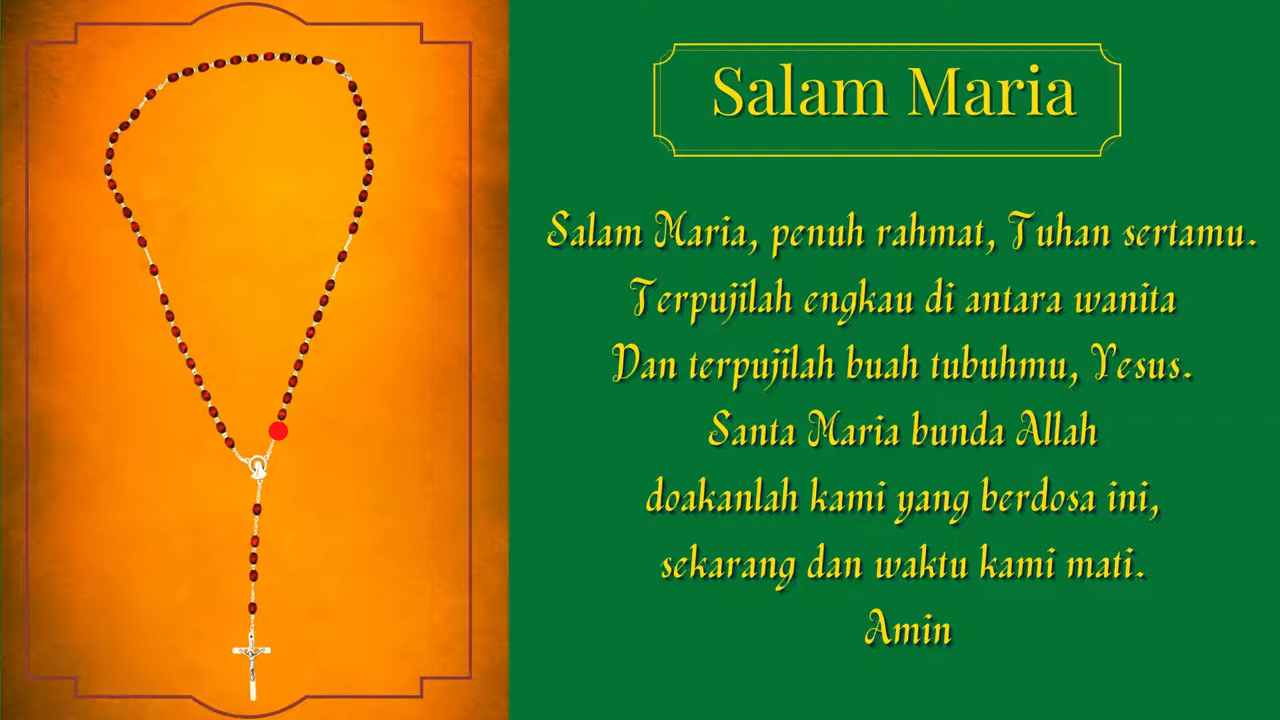 Salam Maria
Salam Maria, penuh rahmat, Tuhan sertamu.
Terpujilah engkau di antara wanita
Dan terpujilah buah tubuhmu, Yesus.
Santa Maria bunda Allah
doakanlah kami yang berdosa ini,
sekarang dan waktu kami mati.
Amin